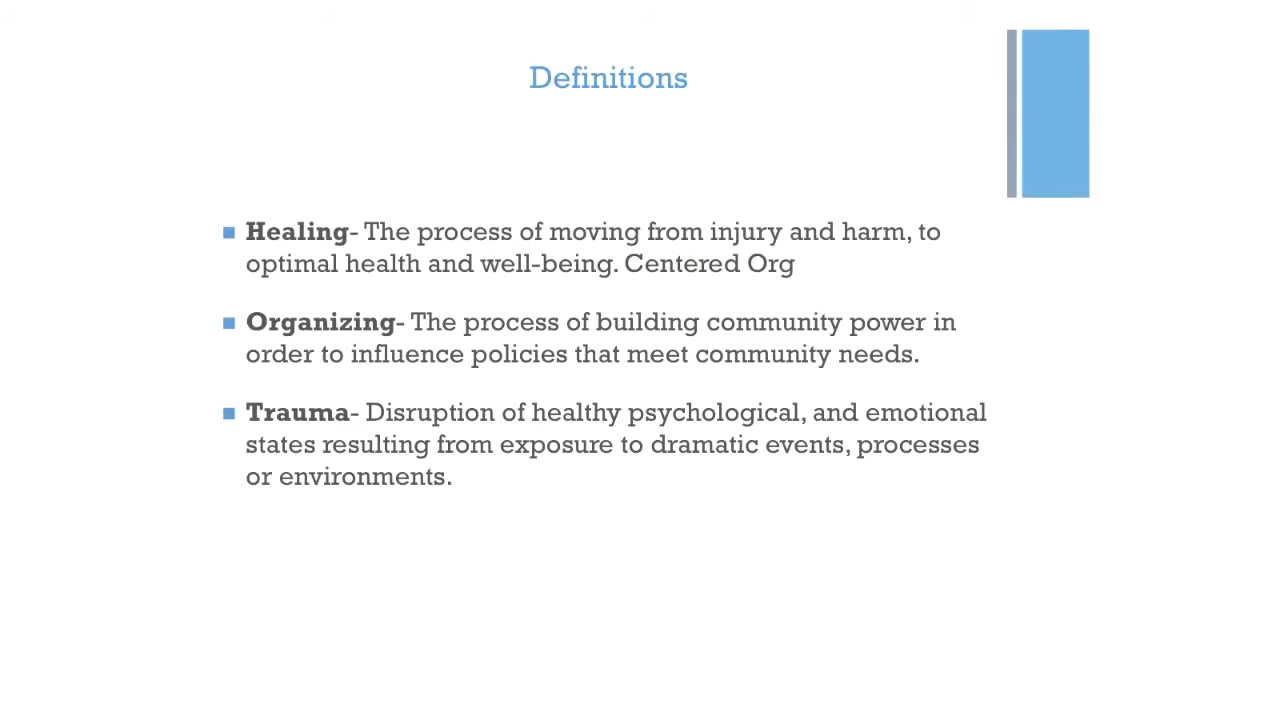 Definitions
Healing- The process of moving from injury and harm, to
optimal health and well-being. Centered Org
Organizing- The process of building community power in
order to influence policies that meet community needs.
Trauma- Disruption of healthy psychological, and emotional
states resulting from exposure to dramatic events, processes
or environments.